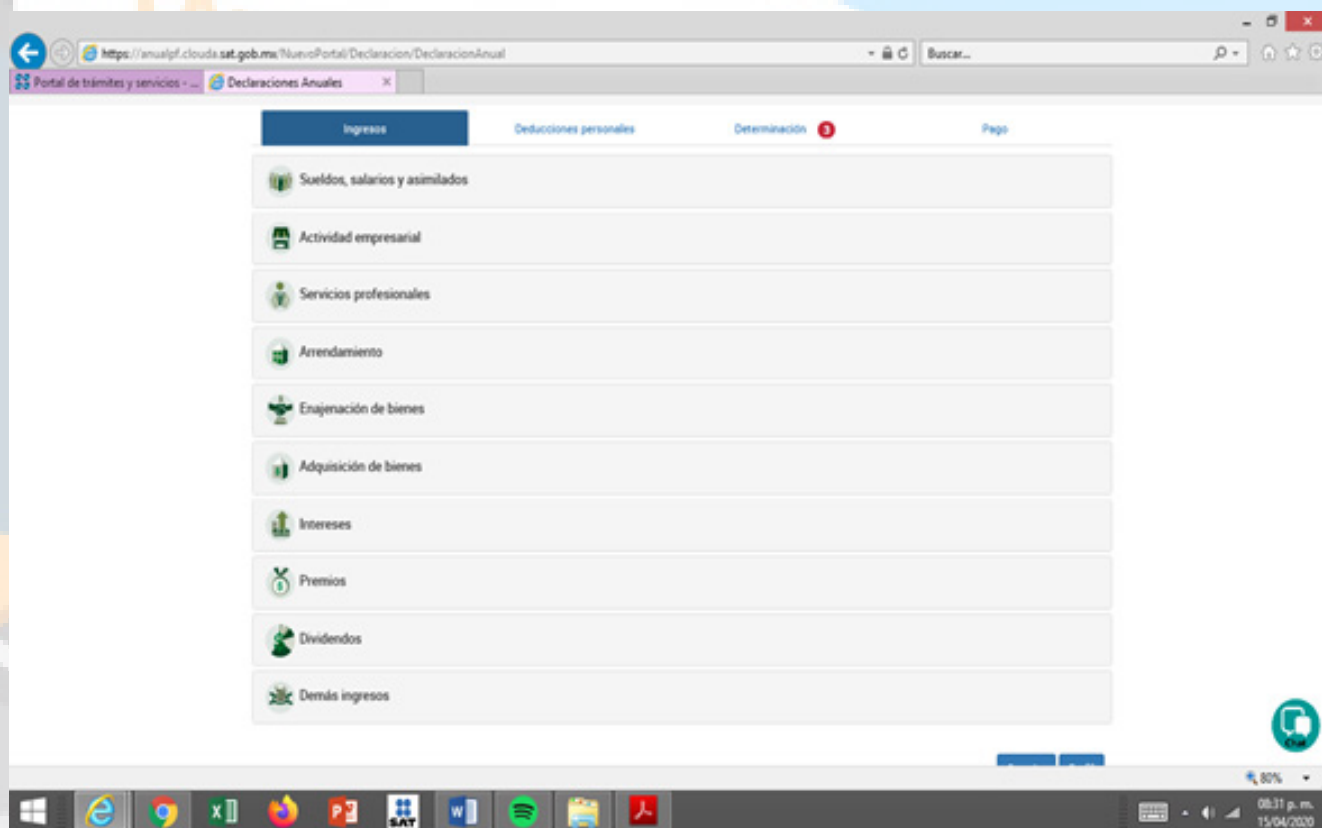 https://anualpf.clouda.sat.gob.mx/NuevoPortal/Declaracion/DeclaracionAnual
Buscar...
Portal de trámites y servicios - ...
Declaraciones Anuales
Ingresos
Deducciones personales
Determinación 3
Pago
Sueldos, salarios y asimilados
Actividad empresarial
Servicios profesionales
Arrendamiento
Enajenación de bienes
Adquisición de bienes
Intereses
Premios
Dividendos
Demás ingresos
Chat
80%
SAT
08:31 p. m.
15/04/2020